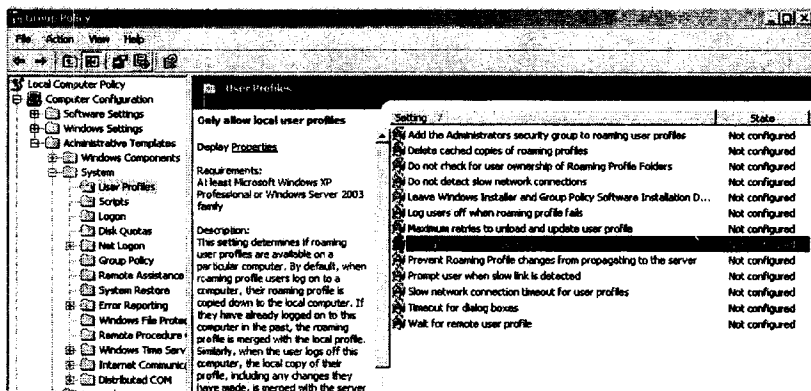 Group Policy
File Action View Help
Local Computer Policy
Computer Configuration
Software Settings
Windows Settings
Administrative Templates
Windows Components
System
User Profiles
Scripts
Logon
Disk Quotas
Net Logon
Group Policy
Remote Assistance
System Restore
Error Reporting
Windows File Protec
Remote Procedure
Windows Time Serv
Internet Communic
Distributed COM
User Profiles
Only allow local user profiles
Display Properties
Requirements:
At least Microsoft Windows XP
Professional or Windows Server 2003
family
Description:
This setting determines if roaming
user profiles are available on a
particular computer. By default, when
roaming profile users log on to a
computer, their roaming profile is
copied down to the local computer. If
they have already logged on to this
computer in the past, the roaming
profile is merged with the local profile.
Similarly, when the user logs off this
computer, the local copy of their
profile, including any changes they
have made, is merged with the server
Setting State
Add the Administrators security group to roaming user profiles Not configured
Delete cached copies of roaming profiles Not configured
Do not check for user ownership of Roaming Profile Folders Not configured
Do not detect slow network connections Not configured
Leave Windows Installer and Group Policy Software Installation D... Not configured
Log users off when roaming profile fails Not configured
Maximum retries to unload and update user profile Not configured
Prevent Roaming Profile changes from propagating to the server Not configured
Prompt user when slow link is detected Not configured
Slow network connection timeout for user profiles Not configured
Timeout for dialog boxes Not configured
Wait for remote user profile Not configured